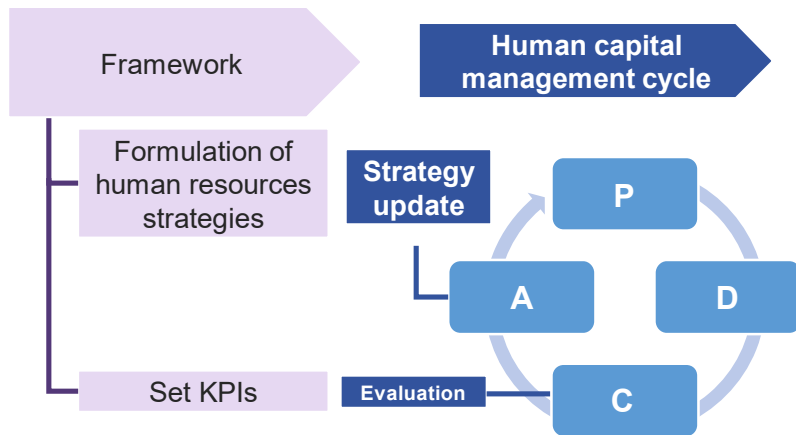 Framework
Human capital
management cycle
Formulation of
human resources
strategies
Strategy
update
P
A
D
Set KPIs
Evaluation
C